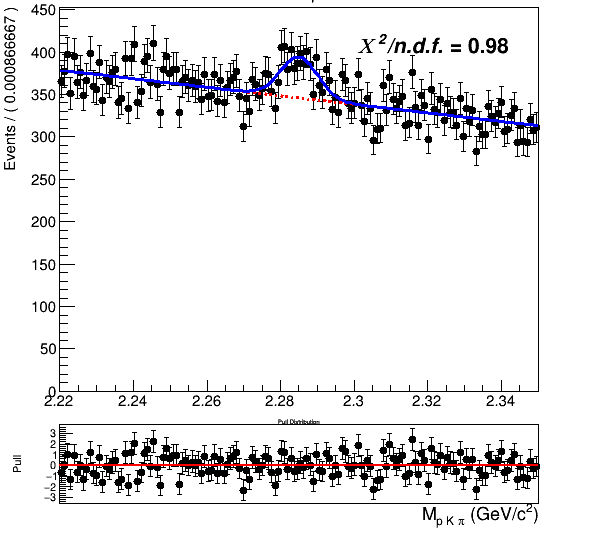 450
400
350
300
250
200
150
100
50
0
Events / ( 0.000866667 )
Χ²/n.d.f. = 0.98
2.22 2.24 2.26 2.28 2.3 2.32 2.34
Pull Distribution
3
2
1
0
−1
−2
−3
Pull
M p K π (GeV/c²)